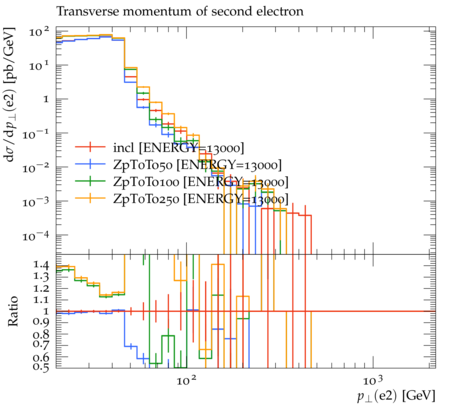 Transverse momentum of second electron
dσ/dp⊥(e2) [pb/GeV]
10²
10¹
1
10⁻¹
10⁻²
10⁻³
10⁻⁴
incl [ENERGY=13000]
ZpToTo50 [ENERGY=13000]
ZpToTo100 [ENERGY=13000]
ZpToTo250 [ENERGY=13000]
Ratio
1.4
1.3
1.2
1.1
1
0.9
0.8
0.7
0.6
0.5
10² 10³
p⊥(e2) [GeV]